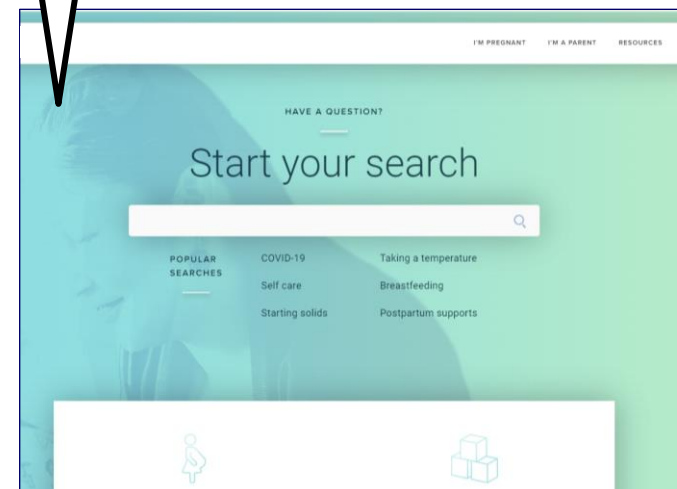 I'M PREGNANT I'M A PARENT RESOURCES
HAVE A QUESTION?
Start your search
POPULAR SEARCHES
COVID-19
Self care
Starting solids
Taking a temperature
Breastfeeding
Postpartum supports